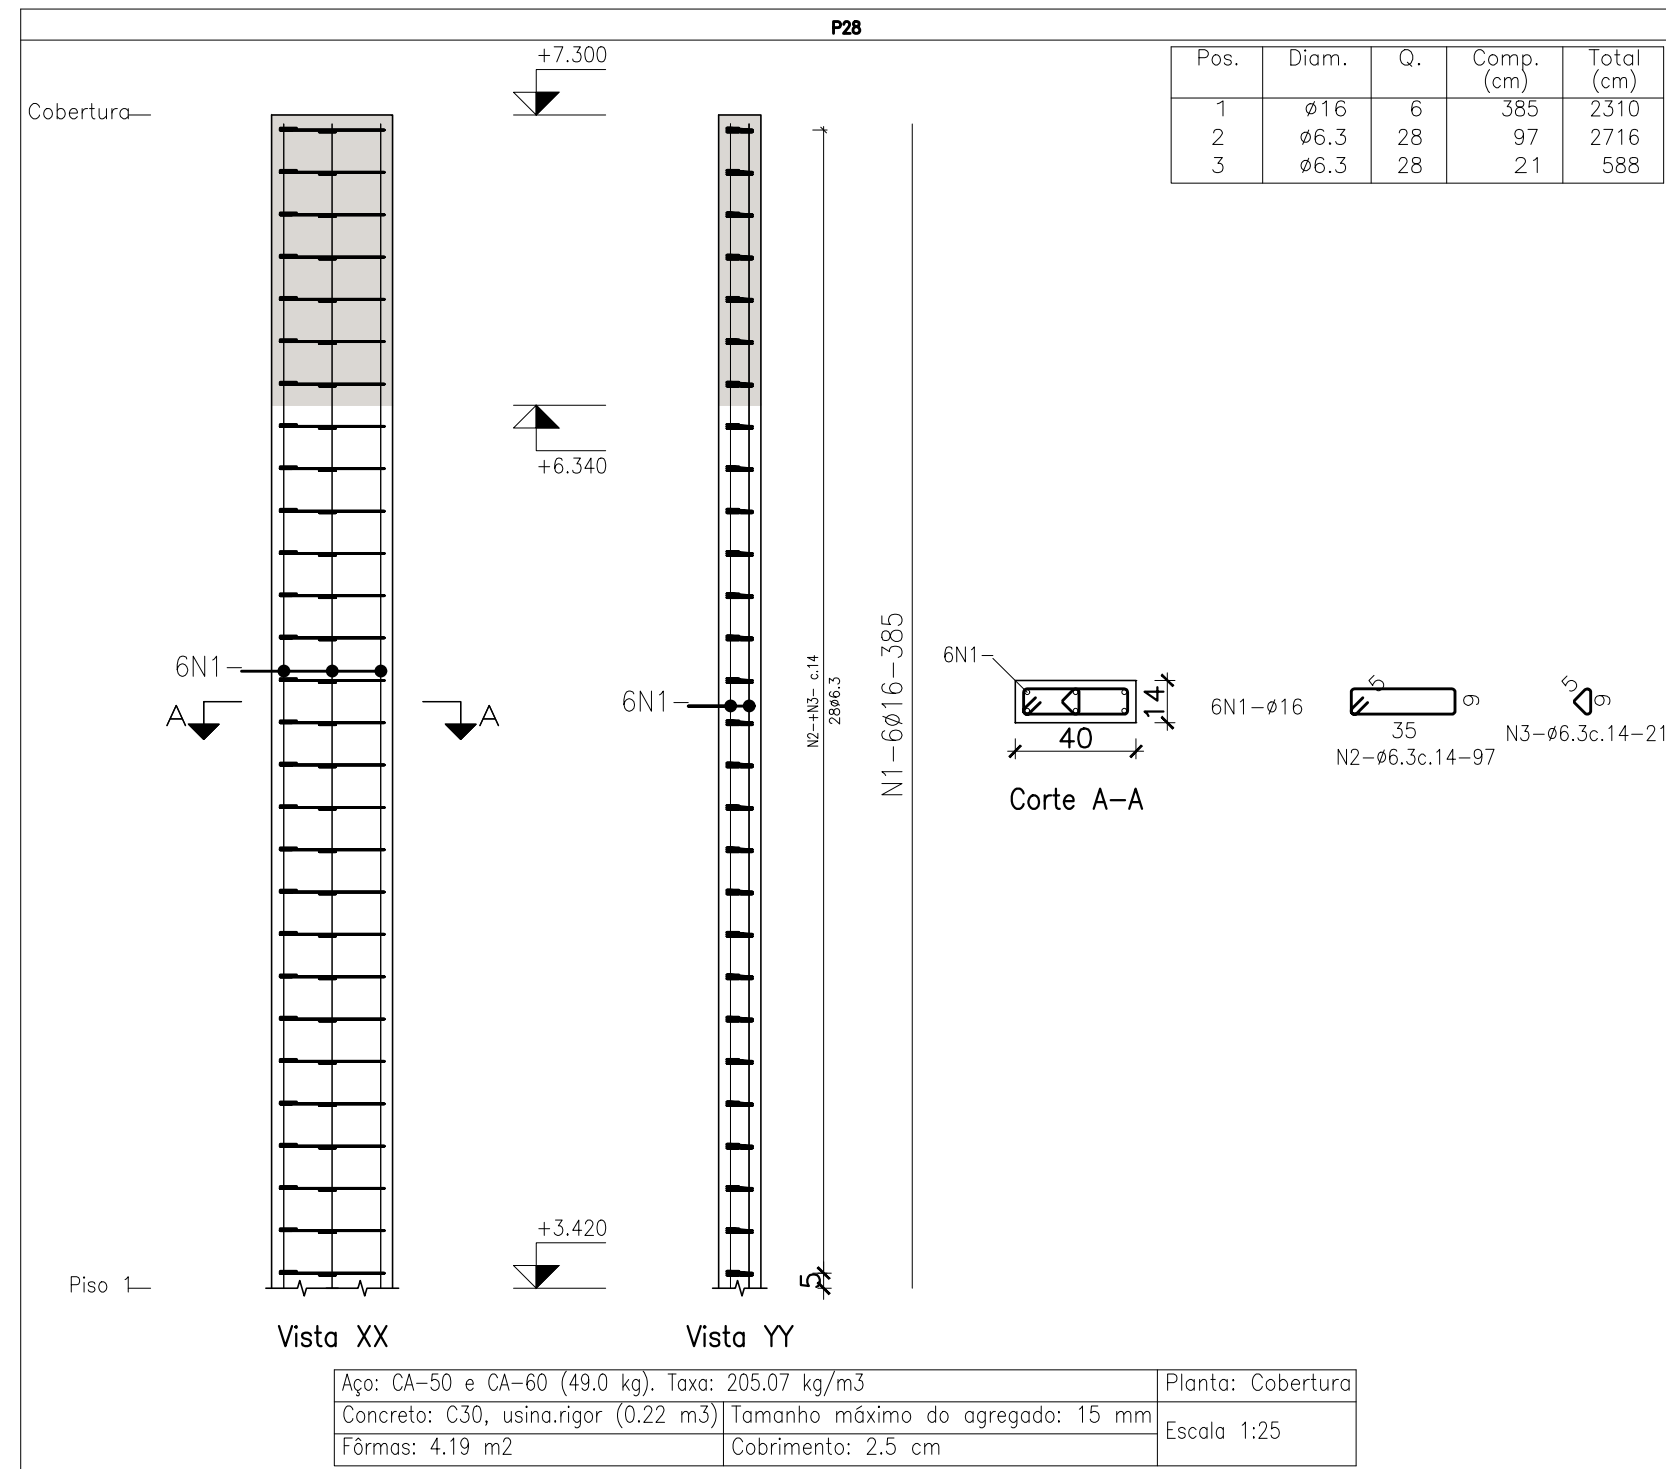 P28
Pos. Diam. Q. Comp. (cm) Total (cm)
1 ø16 6 385 2310
2 ø6.3 28 97 2716
3 ø6.3 28 21 588
+7.300
Cobertura
+6.340
6N1
A A
6N1
N2-+N3- c.14
28ø6.3
N1-6ø16-385
6N1
14
40
Corte A-A
6N1-ø16
5
9
35
N2-ø6.3c.14-97
5
9
N3-ø6.3c.14-21
+3.420
Piso 1
5
Vista XX
Vista YY
Aço: CA-50 e CA-60 (49.0 kg). Taxa: 205.07 kg/m3
Planta: Cobertura
Concreto: C30, usina.rigor (0.22 m3)
Tamanho máximo do agregado: 15 mm
Escala 1:25
Fôrmas: 4.19 m2
Cobrimento: 2.5 cm